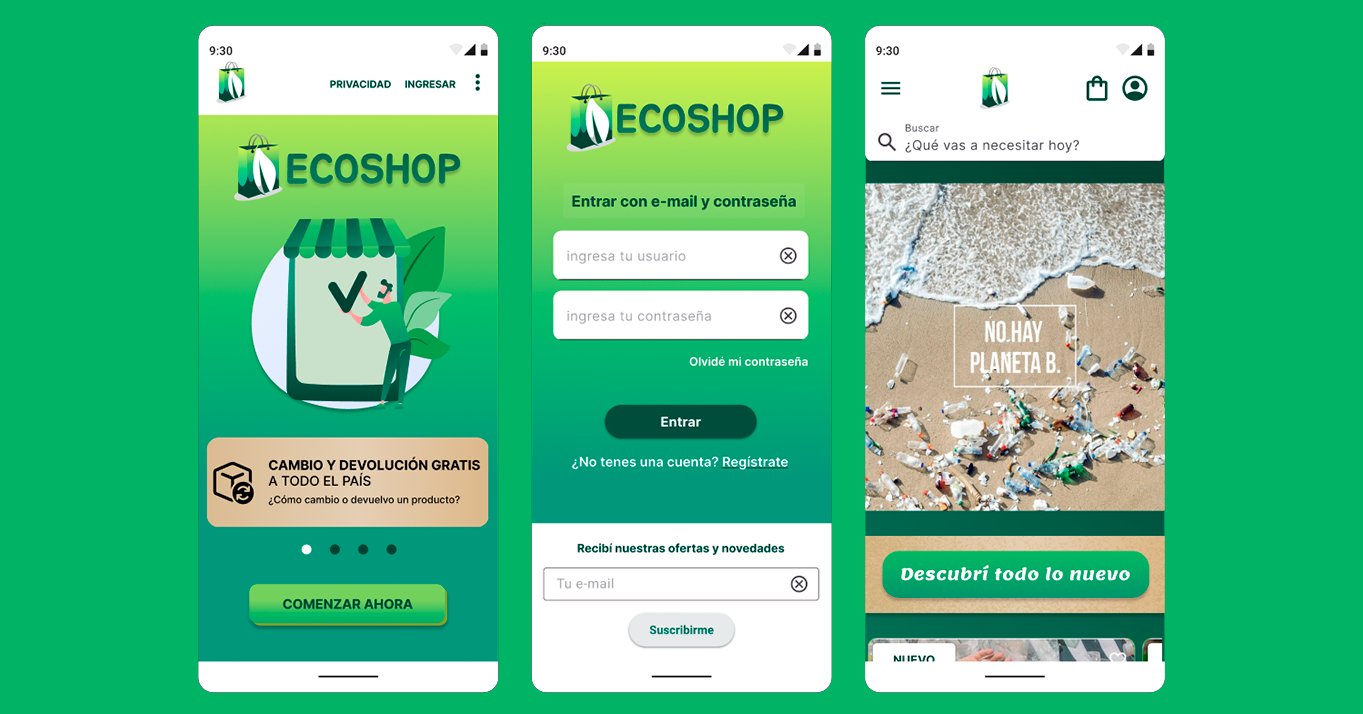 9:30
PRIVACIDAD INGRESAR
ECOSHOP
CAMBIO Y DEVOLUCIÓN GRATIS
A TODO EL PAÍS
¿Cómo cambio o devuelvo un producto?
COMENZAR AHORA
9:30
ECOSHOP
Entrar con e-mail y contraseña
ingresa tu usuario
ingresa tu contraseña
Olvidé mi contraseña
Entrar
¿No tenes una cuenta? Regístrate
Recibí nuestras ofertas y novedades
Tu e-mail
Suscribirme
9:30
Buscar
¿Qué vas a necesitar hoy?
NO HAY
PLANETA B.
Descubrí todo lo nuevo
NUEVO